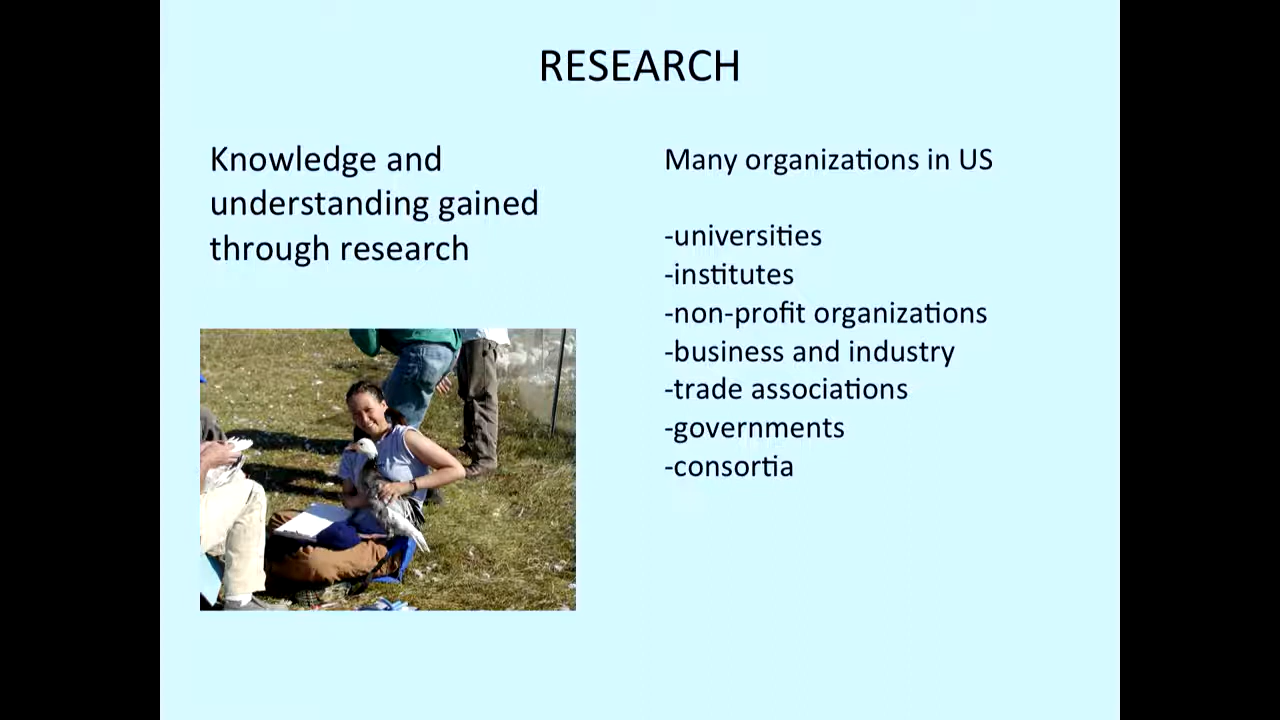 RESEARCH
Knowledge and
understanding gained
through research
Many organizations in US
-universities
-institutes
-non-profit organizations
-business and industry
-trade associations
-governments
-consortia